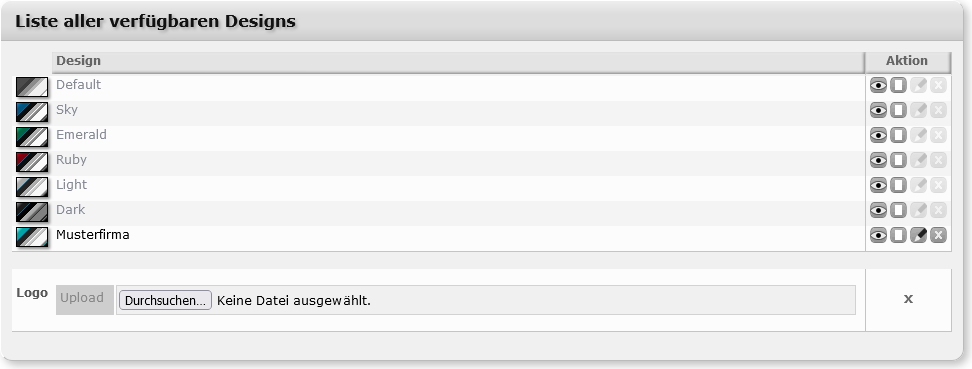 Liste aller verfügbaren Designs
Design Aktion
Default
Sky
Emerald
Ruby
Light
Dark
Musterfirma
Logo Upload Durchsuchen... Keine Datei ausgewählt. x